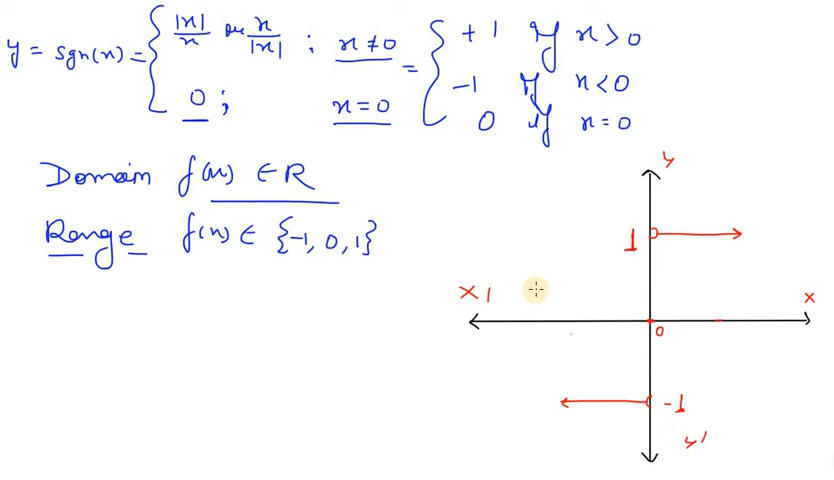 y = sgn(x) = { |x|/x or x/|x| ; x ≠ 0 = { +1 if x > 0
-1 if x < 0
0 ; x = 0
0 if x = 0
Domain f(x) ∈ R
Range f(x) ∈ {-1, 0, 1}
y
1
x1
x
0
-1
y'